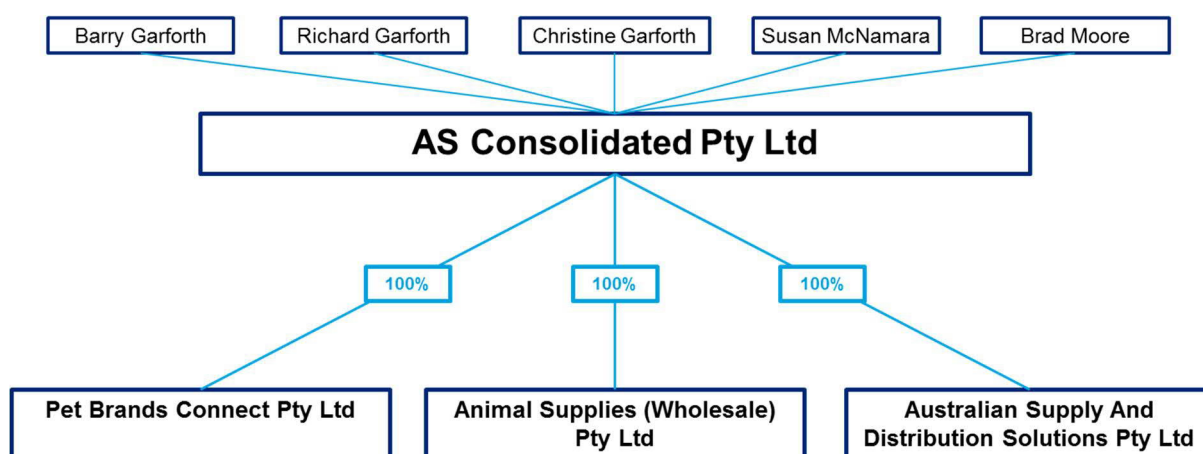 Barry Garforth
Richard Garforth
Christine Garforth
Susan McNamara
Brad Moore
AS Consolidated Pty Ltd
100%
100%
100%
Pet Brands Connect Pty Ltd
Animal Supplies (Wholesale)
Pty Ltd
Australian Supply And
Distribution Solutions Pty Ltd